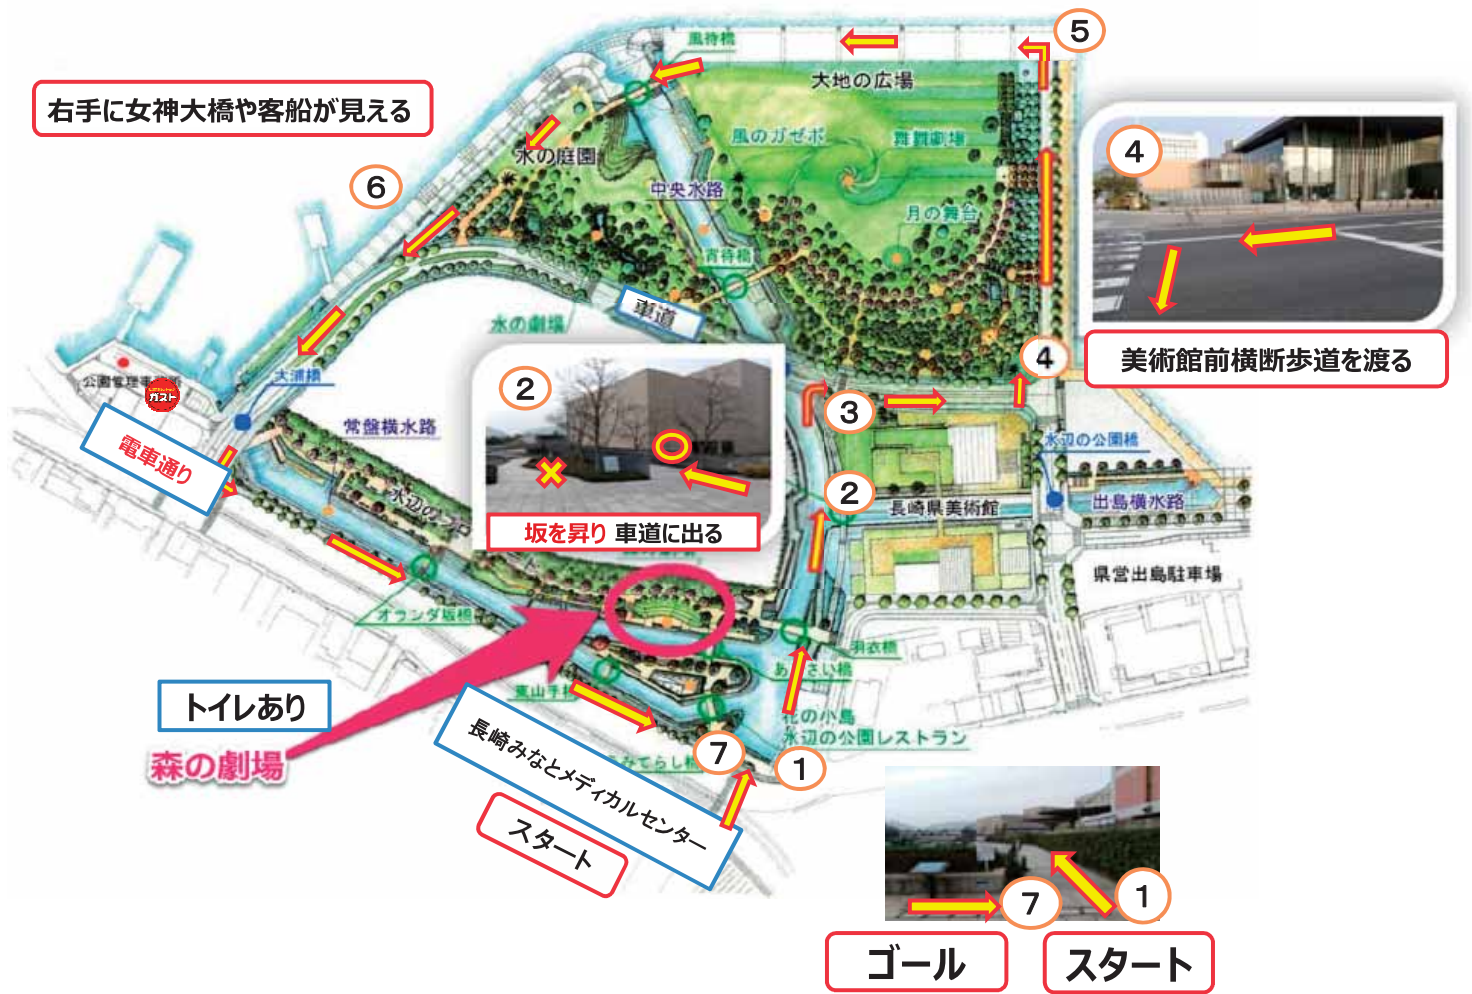 風待橋
⑤
大地の広場
右手に女神大橋や客船が見える
風のガゼボ
舞舞劇場
④
水の庭園
中央水路
⑥
月の舞台
宵待橋
車道
水の劇場
美術館前横断歩道を渡る
④
②
大浦橋
公園管理事
ガスト
③
電車通り
常盤横水路
水辺の公園橋
②
水辺の
長崎県美術館
出島横水路
坂を昇り 車道に出る
県営出島駐車場
オランダ坂橋
羽衣橋
あ
さい橋
東山手
トイレあり
花の小島
水辺の公園レストラン
森の劇場
長崎みなとメディカルセンター
みてらし橋
⑦
①
スタート
⑦
①
ゴール
スタート